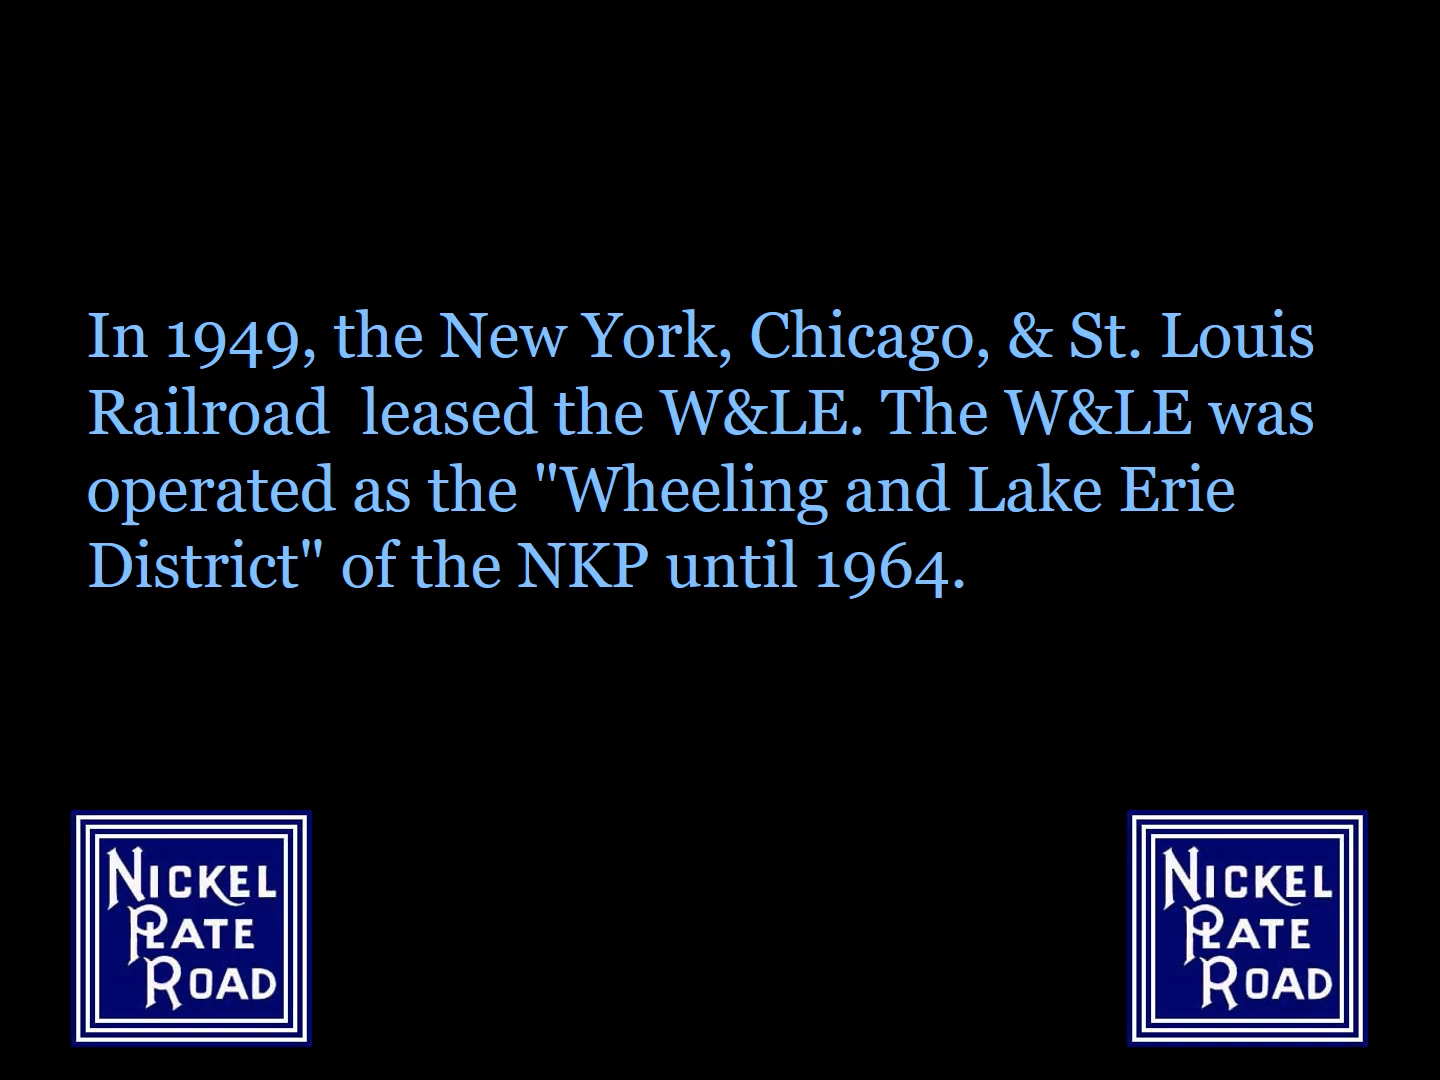 In 1949, the New York, Chicago, & St. Louis
Railroad  leased the W&LE. The W&LE was
operated as the "Wheeling and Lake Erie
District" of the NKP until 1964.
NICKEL
PLATE
ROAD
NICKEL
PLATE
ROAD